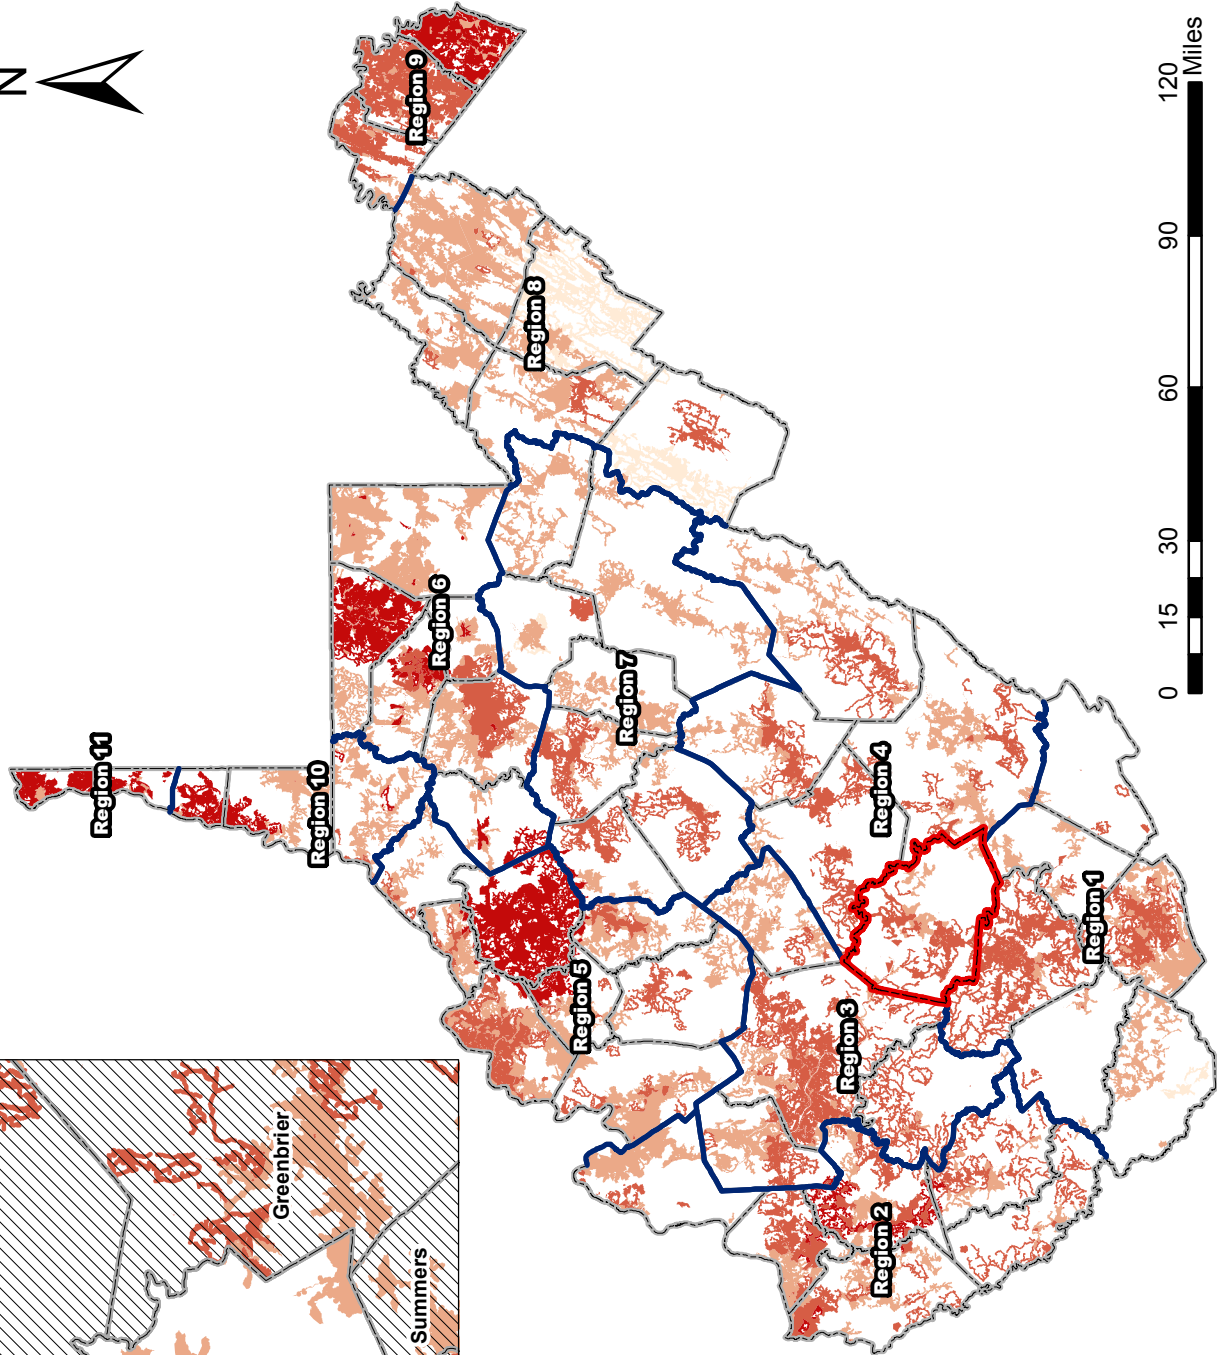 N
Region 9
Region 8
Region 6
Region 11
Region 10
Region 7
Region 4
Region 5
Region 3
Region 1
Region 2
Greenbrier
Summers
0 15 30 60 90 120
Miles